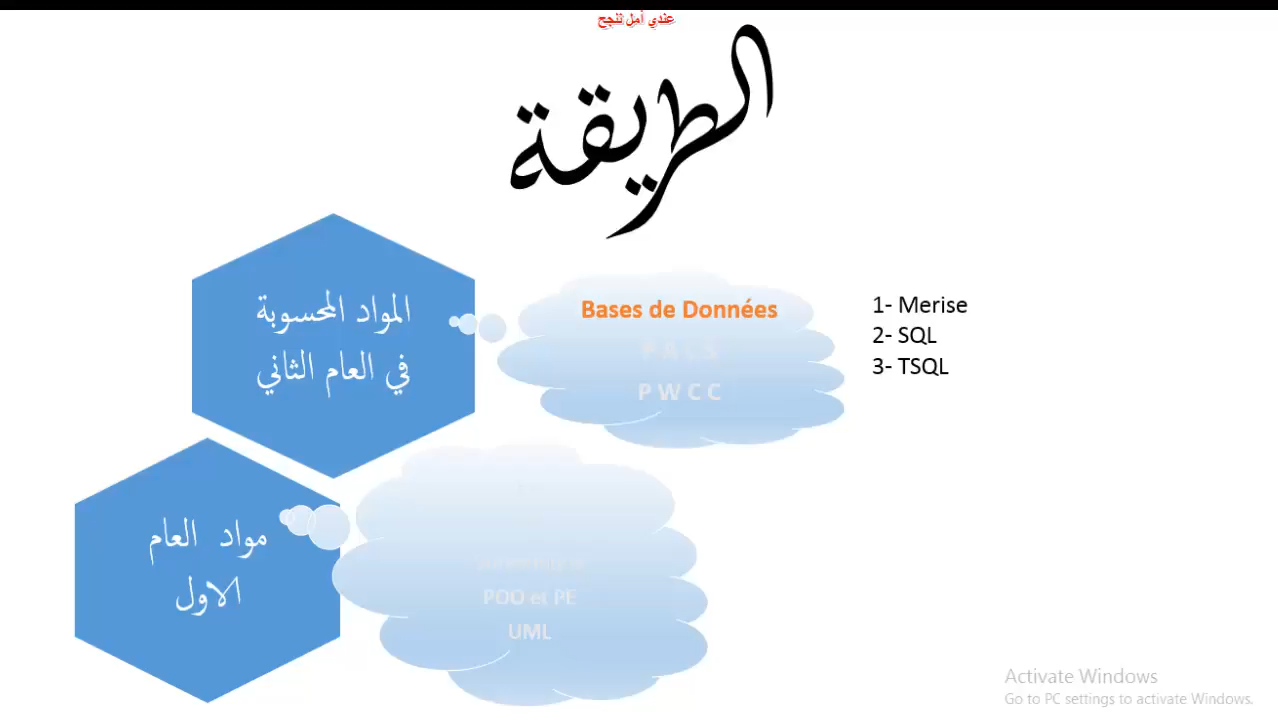 عندي أمل تنجح
الطريقة
المواد المحسوبة
في العام الثاني
Bases de Données
P A C S
P W C C
1- Merise
2- SQL
3- TSQL
مواد العام
الاول
POO et PE
UML
Activate Windows
Go to PC settings to activate Windows.